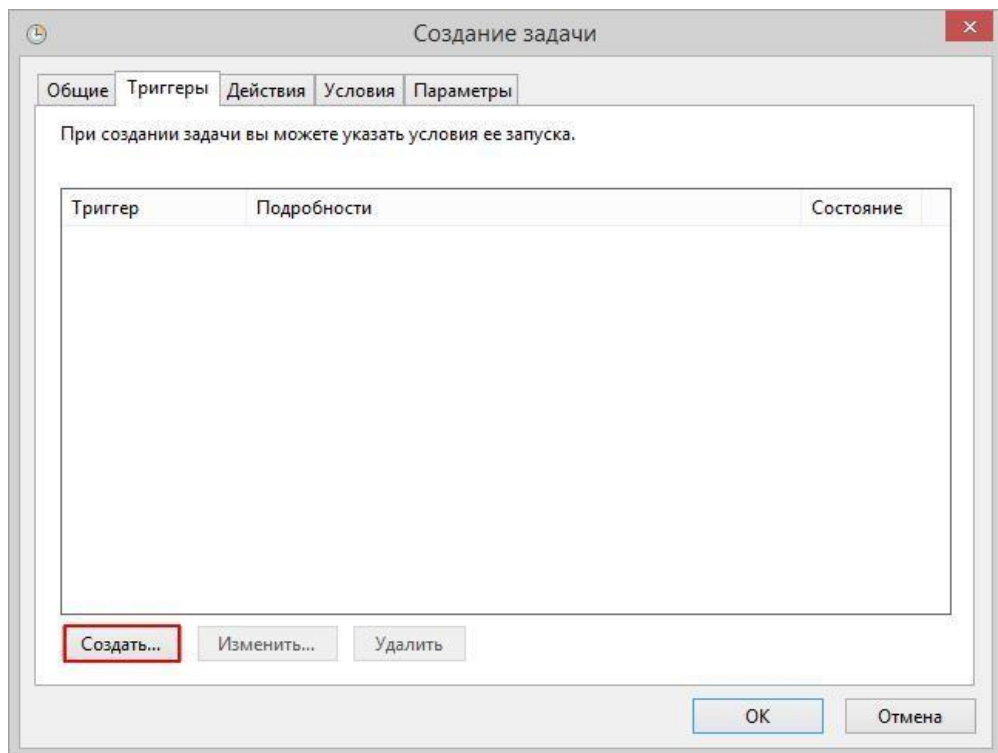 Создание задачи
Общие Триггеры Действия Условия Параметры
При создании задачи вы можете указать условия ее запуска.
Триггер Подробности Состояние
Создать... Изменить... Удалить
ОК Отмена